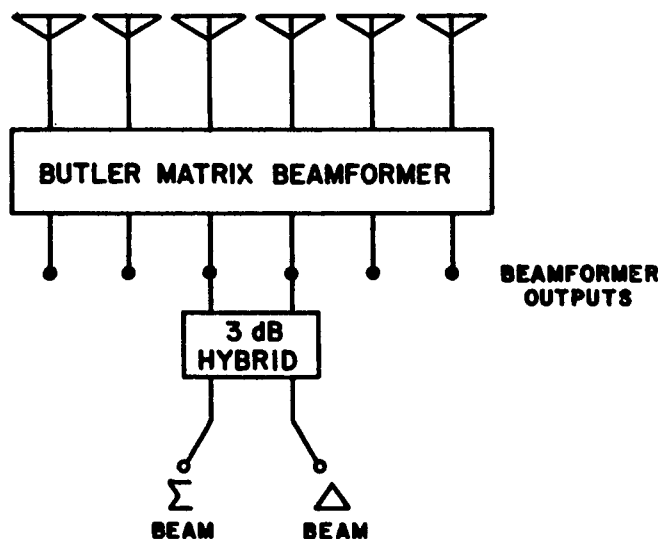 BUTLER MATRIX BEAMFORMER
BEAMFORMER
OUTPUTS
3 dB
HYBRID
Σ Δ
BEAM BEAM